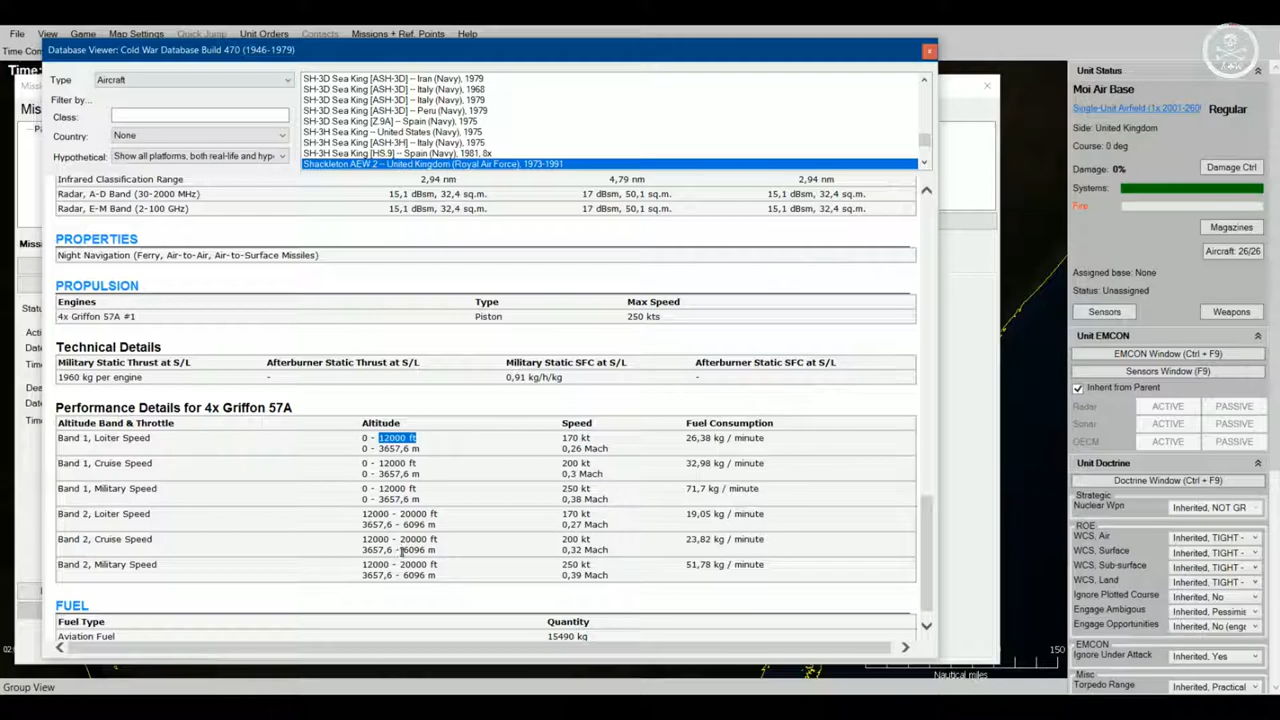 File View Game Map Settings Quick Jump Unit Orders Contacts Missions + Ref. Points Help
Database Viewer: Cold War Database Build 470 (1946-1979)
Type Aircraft
Filter by...
Class:
Country: None
Hypothetical: Show all platforms, both real-life and hyp
SH-3D Sea King [ASH-3D] -- Iran (Navy), 1979
SH-3D Sea King [ASH-3D] -- Italy (Navy), 1968
SH-3D Sea King [ASH-3D] -- Italy (Navy), 1979
SH-3D Sea King [ASH-3D] -- Peru (Navy), 1979
SH-3D Sea King [Z.9A] -- Spain (Navy), 1975
SH-3H Sea King -- United States (Navy), 1975
SH-3H Sea King [ASH-3H] -- Italy (Navy), 1975
SH-3H Sea King [HS.9] -- Spain (Navy), 1981, 8x
Shackleton AEW.2 -- United Kingdom (Royal Air Force), 1973-1991
Infrared Classification Range 2,94 nm 4,79 nm 2,94 nm
Radar, A-D Band (30-2000 MHz) 15,1 dBsm, 32,4 sq.m. 17 dBsm, 50,1 sq.m. 15,1 dBsm, 32,4 sq.m.
Radar, E-M Band (2-100 GHz) 15,1 dBsm, 32,4 sq.m. 17 dBsm, 50,1 sq.m. 15,1 dBsm, 32,4 sq.m.
PROPERTIES
Night Navigation (Ferry, Air-to-Air, Air-to-Surface Missiles)
PROPULSION
Engines Type Max Speed
4x Griffon 57A #1 Piston 250 kts
Technical Details
Military Static Thrust at S/L Afterburner Static Thrust at S/L Military Static SFC at S/L Afterburner Static SFC at S/L
1960 kg per engine - 0,91 kg/h/kg -
Performance Details for 4x Griffon 57A
Altitude Band & Throttle Altitude Speed Fuel Consumption
Band 1, Loiter Speed 0 - 12000 ft 170 kt 26,38 kg / minute
0 - 3657,6 m 0,26 Mach
Band 1, Cruise Speed 0 - 12000 ft 200 kt 32,98 kg / minute
0 - 3657,6 m 0,3 Mach
Band 1, Military Speed 0 - 12000 ft 250 kt 71,7 kg / minute
0 - 3657,6 m 0,38 Mach
Band 2, Loiter Speed 12000 - 20000 ft 170 kt 19,05 kg / minute
3657,6 - 6096 m 0,27 Mach
Band 2, Cruise Speed 12000 - 20000 ft 200 kt 23,82 kg / minute
3657,6 - 6096 m 0,32 Mach
Band 2, Military Speed 12000 - 20000 ft 250 kt 51,78 kg / minute
3657,6 - 6096 m 0,39 Mach
FUEL
Fuel Type Quantity
Aviation Fuel 15490 kg
150
Nautical miles
Group View
Unit Status
Moi Air Base
Single-Unit Airfield (1x 2001-260 Regular
Side: United Kingdom
Course: 0 deg
Damage: 0% Damage Ctrl
Systems:
Fire
Magazines
Aircraft: 26/26
Assigned base: None
Status: Unassigned
Sensors Weapons
Unit EMCON
EMCON Window (Ctrl + F9)
Sensors Window (F9)
Inherit from Parent
Radar ACTIVE PASSIVE
Sonar ACTIVE PASSIVE
OECM ACTIVE PASSIVE
Unit Doctrine
Doctrine Window (Ctrl + F9)
Strategic
Nuclear Wpn Inherited, NOT GR
ROE
WCS, Air Inherited, TIGHT -
WCS, Surface Inherited, TIGHT -
WCS, Sub-surface Inherited, TIGHT -
WCS, Land Inherited, TIGHT -
Ignore Plotted Course Inherited, No
Engage Ambiguous Inherited, Pessimis
Engage Opportunities Inherited, No (eng
EMCON
Ignore Under Attack Inherited, Yes
Misc
Torpedo Range Inherited, Practical